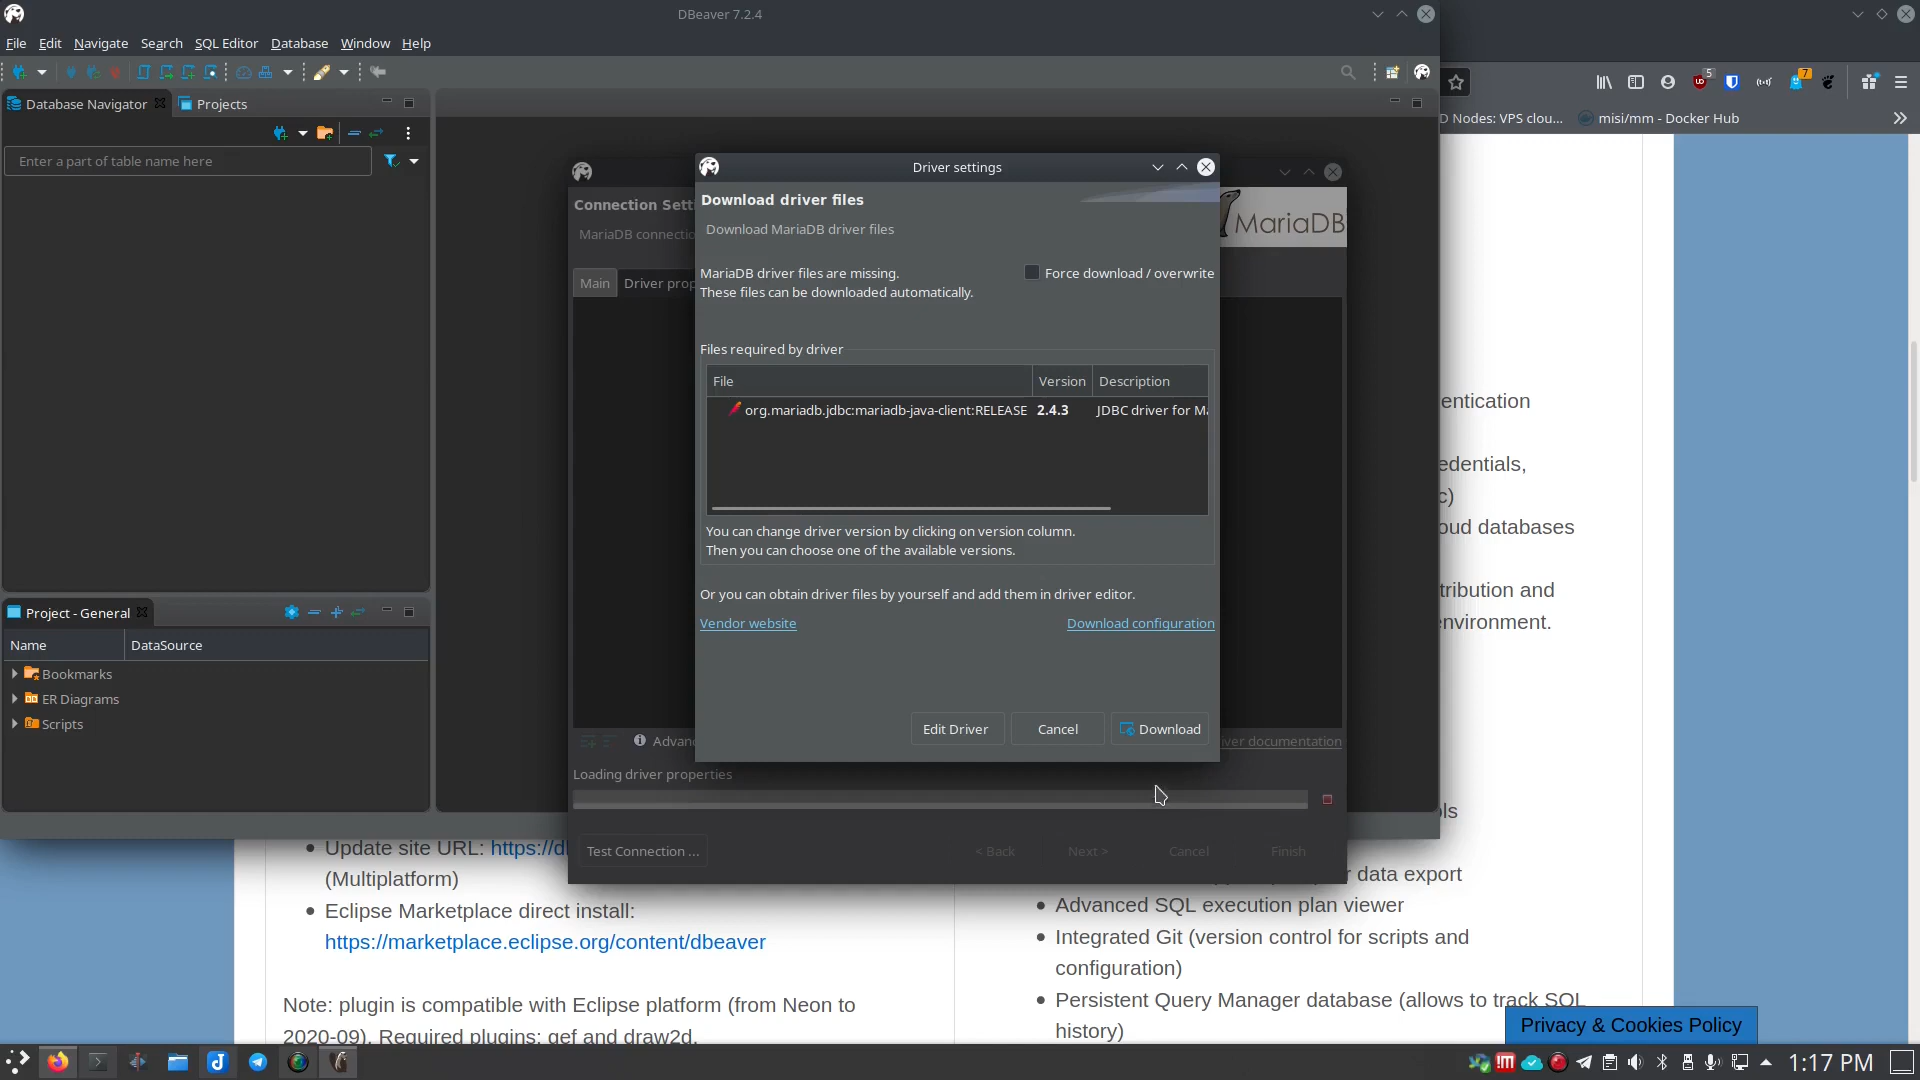 DBeaver 7.2.4
File Edit Navigate Search SQL Editor Database Window Help
Database Navigator
Projects
Enter a part of table name here
Project - General
Name DataSource
Bookmarks
ER Diagrams
Scripts
Connection Sett
MariaDB connectio
MariaDB
Main Driver prop
Driver settings
Download driver files
Download MariaDB driver files
MariaDB driver files are missing.
These files can be downloaded automatically.
Force download / overwrite
Files required by driver
File Version Description
org.mariadb.jdbc:mariadb-java-client:RELEASE 2.4.3 JDBC driver for Ma
You can change driver version by clicking on version column.
Then you can choose one of the available versions.
Or you can obtain driver files by yourself and add them in driver editor.
Vendor website Download configuration
Edit Driver Cancel Download
Advan
iver documentation
Loading driver properties
Test Connection ... < Back Next > Cancel Finish
5
7
D Nodes: VPS clou... misi/mm - Docker Hub
entication
edentials,
c)
oud databases
tribution and
environment.
ols
r data export
Advanced SQL execution plan viewer
Integrated Git (version control for scripts and
configuration)
Persistent Query Manager database (allows to track SQL
history)
Update site URL: https://d
(Multiplatform)
Eclipse Marketplace direct install:
https://marketplace.eclipse.org/content/dbeaver
Note: plugin is compatible with Eclipse platform (from Neon to
2020-09). Required plugins: gef and draw2d.
Privacy & Cookies Policy
1:17 PM